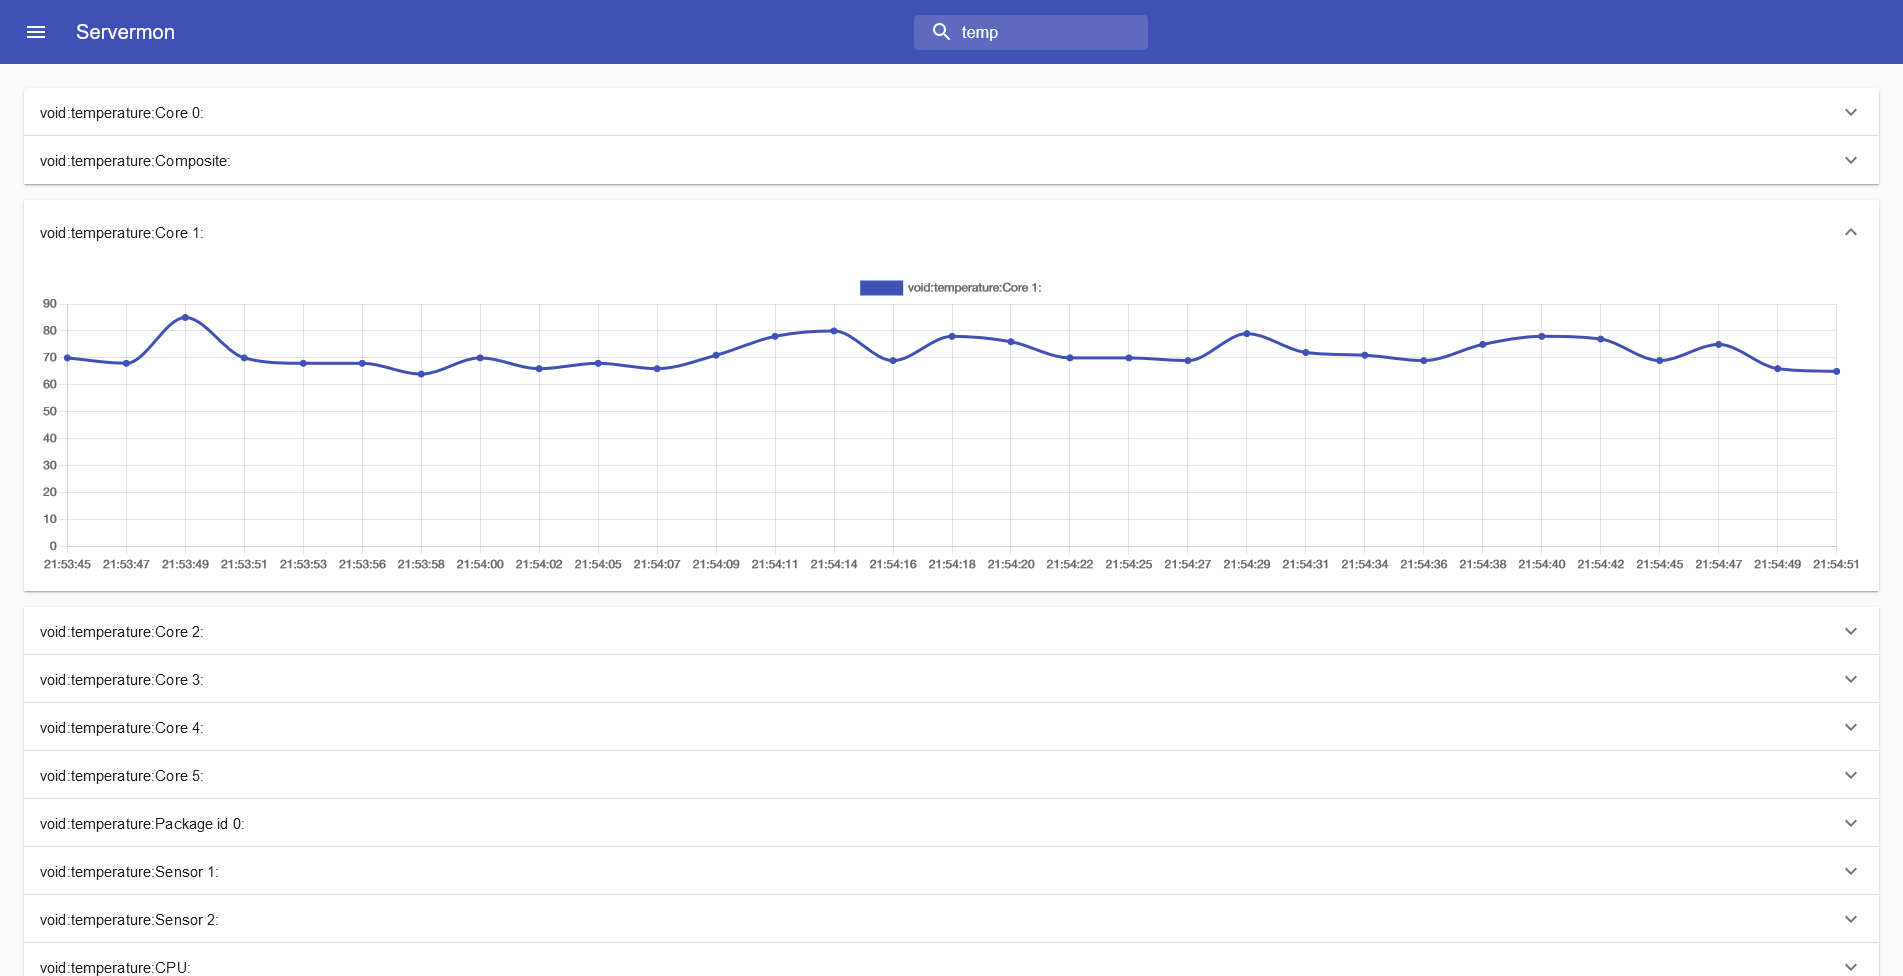 Servermon
temp
void:temperature:Core 0:
void:temperature:Composite:
void:temperature:Core 1:
void:temperature:Core 1:
90
80
70
60
50
40
30
20
10
0
21:53:45 21:53:47 21:53:49 21:53:51 21:53:53 21:53:56 21:53:58 21:54:00 21:54:02 21:54:05 21:54:07 21:54:09 21:54:11 21:54:14 21:54:16 21:54:18 21:54:20 21:54:22 21:54:25 21:54:27 21:54:29 21:54:31 21:54:34 21:54:36 21:54:38 21:54:40 21:54:42 21:54:45 21:54:47 21:54:49 21:54:51
void:temperature:Core 2:
void:temperature:Core 3:
void:temperature:Core 4:
void:temperature:Core 5:
void:temperature:Package id 0:
void:temperature:Sensor 1:
void:temperature:Sensor 2:
void:temperature:CPU: